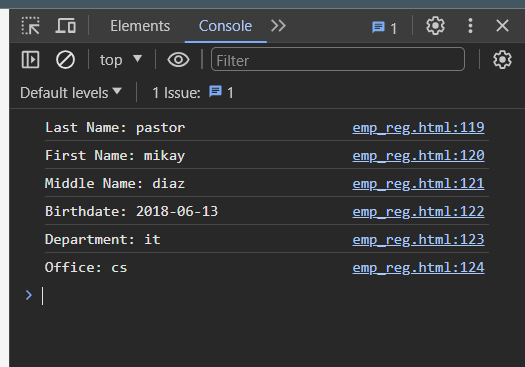 Elements Console 1
top Filter
Default levels 1 Issue: 1
Last Name: pastor emp_reg.html:119
First Name: mikay emp_reg.html:120
Middle Name: diaz emp_reg.html:121
Birthdate: 2018-06-13 emp_reg.html:122
Department: it emp_reg.html:123
Office: cs emp_reg.html:124